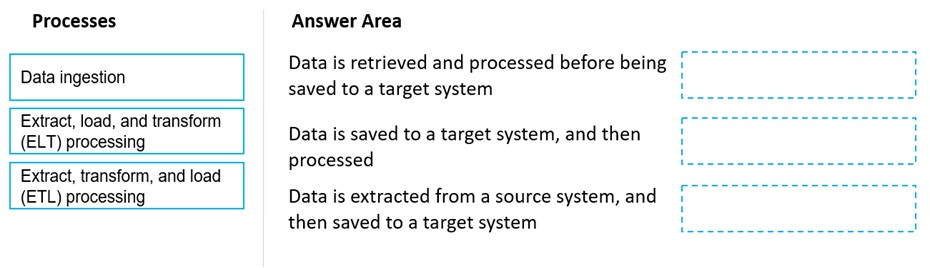 Processes
Data ingestion
Extract, load, and transform
(ELT) processing
Extract, transform, and load
(ETL) processing
Answer Area
Data is retrieved and processed before being
saved to a target system
Data is saved to a target system, and then
processed
Data is extracted from a source system, and
then saved to a target system